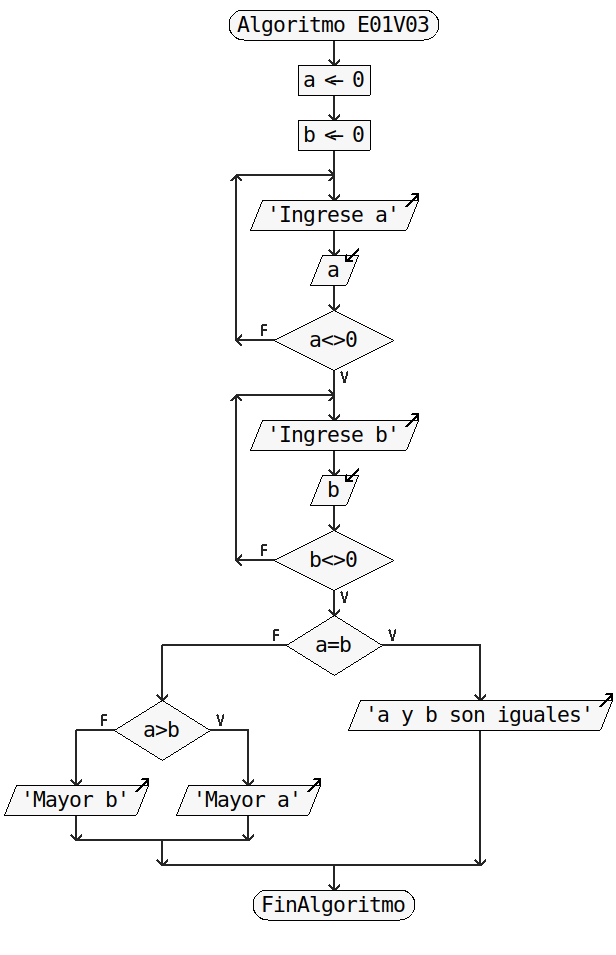 Algoritmo E01V03
a ← 0
b ← 0
'Ingrese a'
a
a<>0
F
V
'Ingrese b'
b
b<>0
F
V
a=b
F
V
'a y b son iguales'
a>b
F
V
'Mayor b'
'Mayor a'
FinAlgoritmo